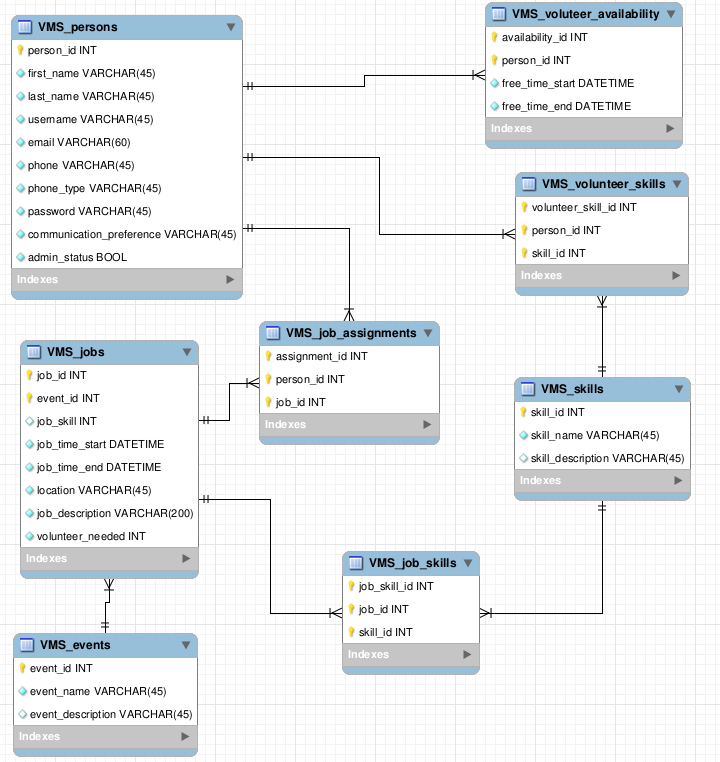 VMS_persons
person_id INT
first_name VARCHAR(45)
last_name VARCHAR(45)
username VARCHAR(45)
email VARCHAR(60)
phone VARCHAR(45)
phone_type VARCHAR(45)
password VARCHAR(45)
communication_preference VARCHAR(45)
admin_status BOOL
Indexes
VMS_voluteer_availability
availability_id INT
person_id INT
free_time_start DATETIME
free_time_end DATETIME
Indexes
VMS_volunteer_skills
volunteer_skill_id INT
person_id INT
skill_id INT
Indexes
VMS_job_assignments
assignment_id INT
person_id INT
job_id INT
Indexes
VMS_jobs
job_id INT
event_id INT
job_skill INT
job_time_start DATETIME
job_time_end DATETIME
location VARCHAR(45)
job_description VARCHAR(200)
volunteer_needed INT
Indexes
VMS_skills
skill_id INT
skill_name VARCHAR(45)
skill_description VARCHAR(45)
Indexes
VMS_job_skills
job_skill_id INT
job_id INT
skill_id INT
Indexes
VMS_events
event_id INT
event_name VARCHAR(45)
event_description VARCHAR(45)
Indexes